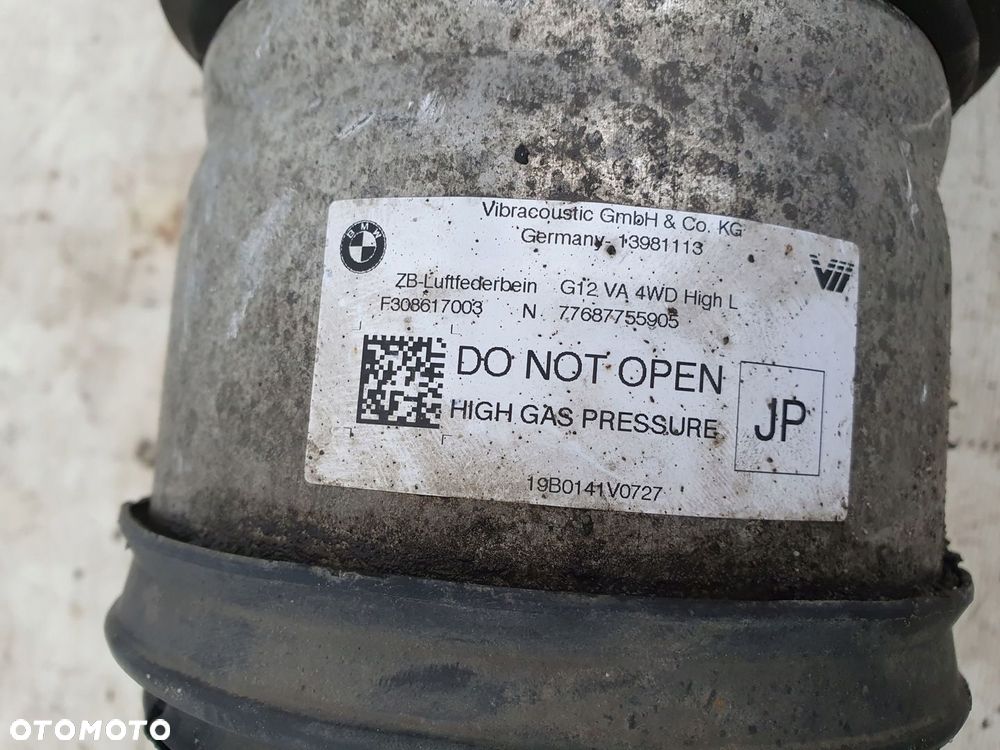 BMW
Vibracoustic GmbH & Co. KG
Germany 13981113
ZB-Luftfederbein G12 VA 4WD High L
F308617003 N 77687755905
DO NOT OPEN
HIGH GAS PRESSURE
JP
19B0141V0727
OTOMOTO